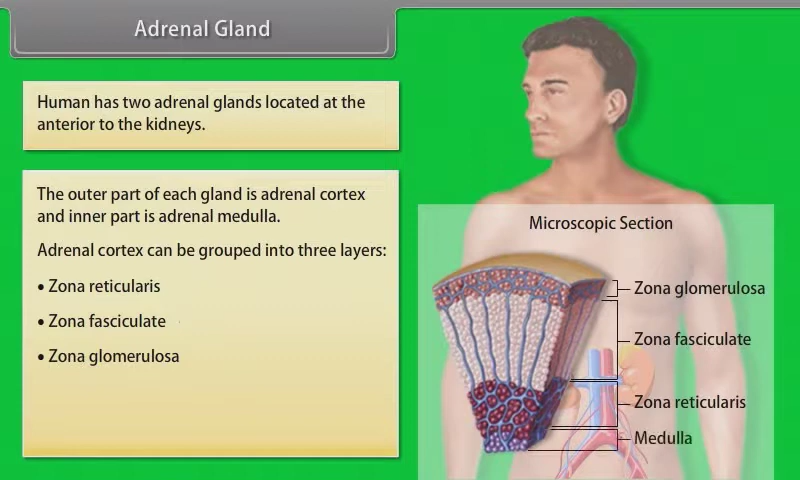 Adrenal Gland
Human has two adrenal glands located at the
anterior to the kidneys.
The outer part of each gland is adrenal cortex
and inner part is adrenal medulla.
Adrenal cortex can be grouped into three layers:
• Zona reticularis
• Zona fasciculate
• Zona glomerulosa
Microscopic Section
Zona glomerulosa
Zona fasciculate
Zona reticularis
Medulla